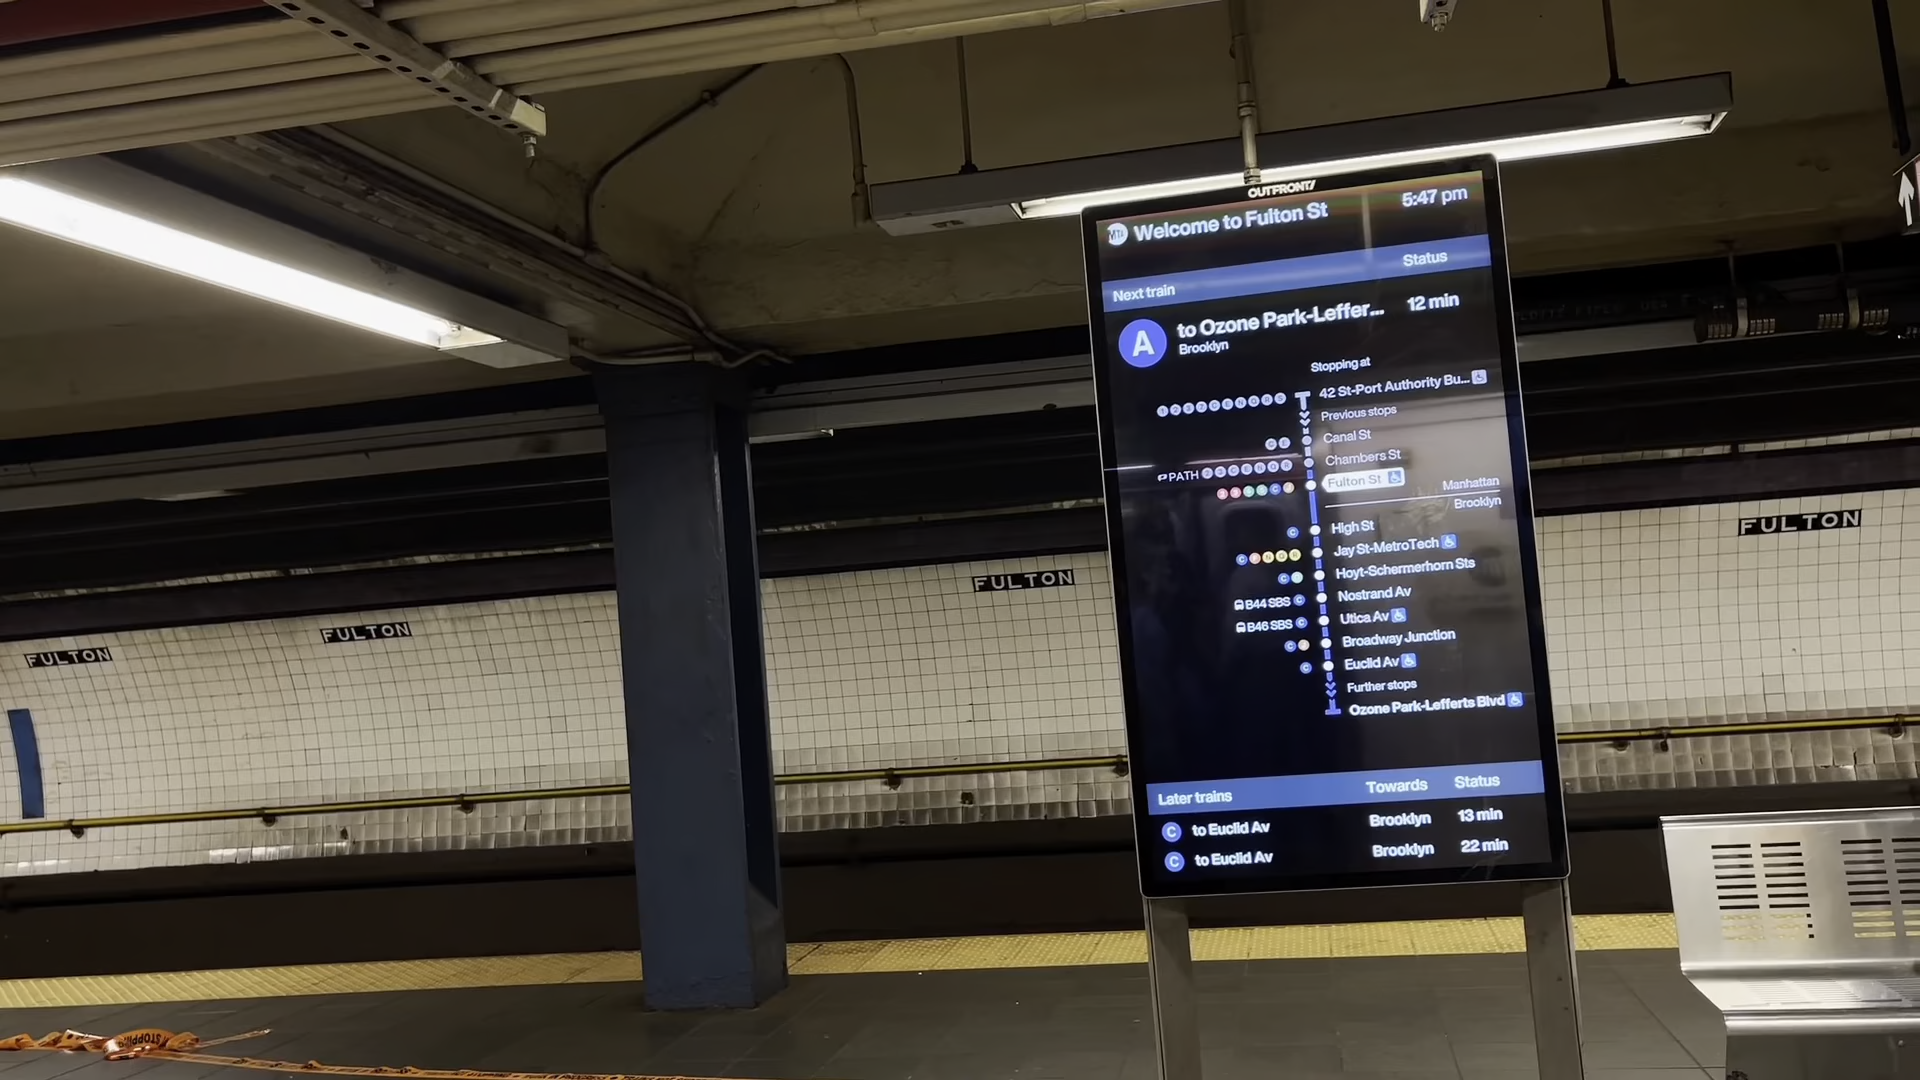 OUTFRONT/
MTA Welcome to Fulton St 5:47 pm
Next train Status
A to Ozone Park-Leffer... 12 min
Brooklyn
Stopping at
42 St-Port Authority Bu...
Previous stops
C E Canal St
PATH Chambers St
Fulton St
Manhattan
Brooklyn
C High St
C F N Q R Jay St-MetroTech
C G Hoyt-Schermerhorn Sts
B44 SBS C Nostrand Av
B46 SBS C Utica Av
C J Broadway Junction
C Euclid Av
Further stops
Ozone Park-Lefferts Blvd
Later trains Towards Status
C to Euclid Av Brooklyn 13 min
C to Euclid Av Brooklyn 22 min
FULTON
FULTON
FULTON
FULTON